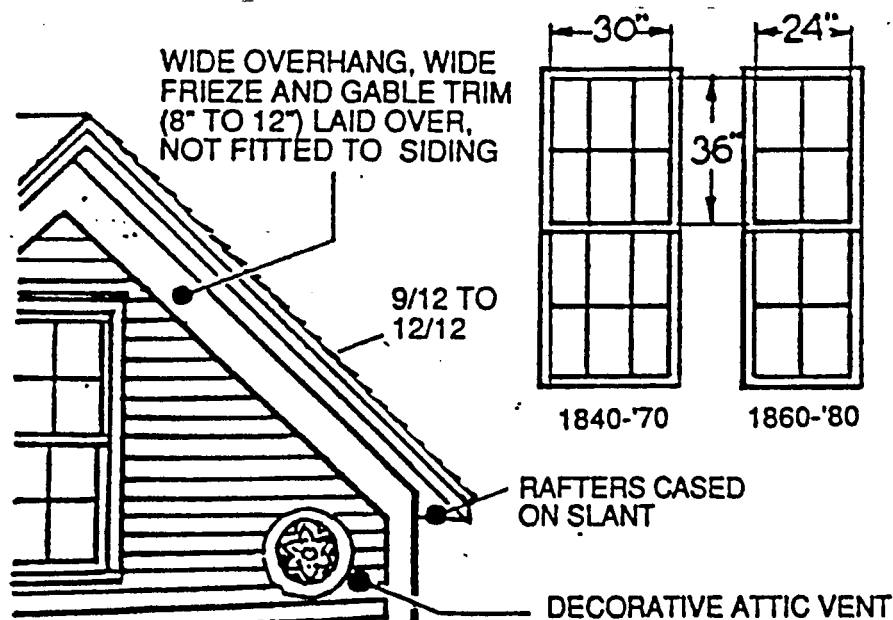 WIDE OVERHANG, WIDE
FRIEZE AND GABLE TRIM
(8" TO 12") LAID OVER,
NOT FITTED TO SIDING
30"
24"
36"
9/12 TO
12/12
1840-'70
1860-'80
RAFTERS CASED
ON SLANT
DECORATIVE ATTIC VENT